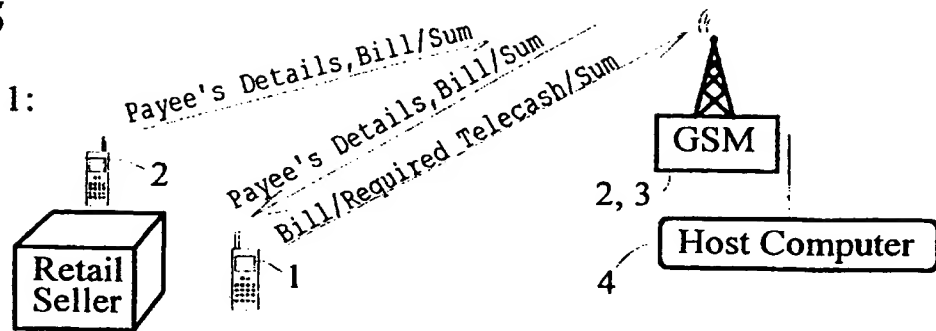 1:
Payee's Details,Bill/Sum
Payee's Details,Bill/Sum
Bill/Required Telecash/Sum
2
GSM
2, 3
Retail
Seller
1
4
Host Computer